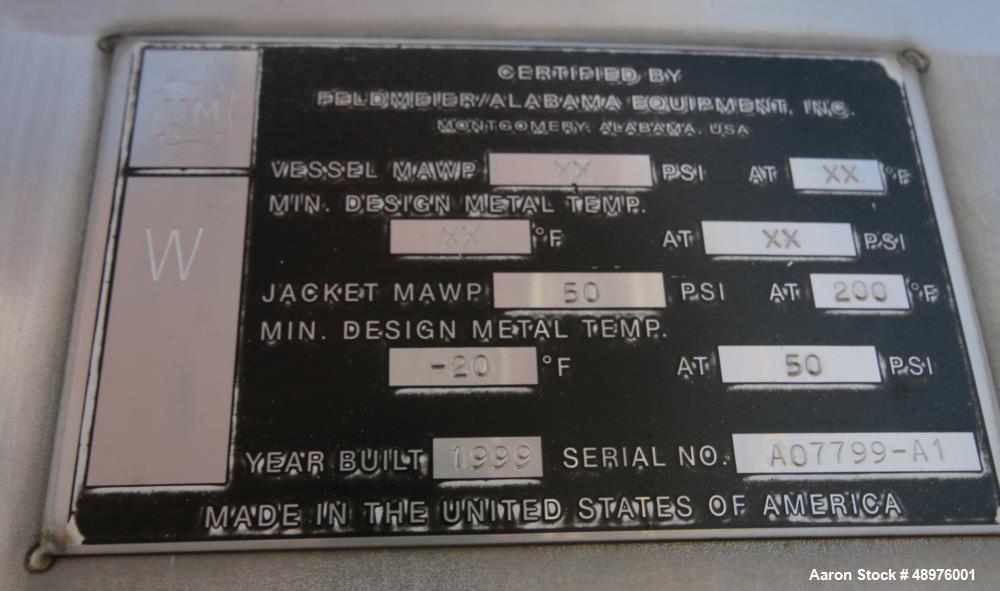 CERTIFIED BY
FELDMEIER/ALABAMA EQUIPMENT, INC.
MONTGOMERY, ALABAMA, USA
UM
W
VESSEL MAWP XX PSI AT XX °F
MIN. DESIGN METAL TEMP.
XX °F AT XX PSI
JACKET MAWP 50 PSI AT 200 °F
MIN. DESIGN METAL TEMP.
-20 °F AT 50 PSI
YEAR BUILT 1999 SERIAL NO. A07799-A1
MADE IN THE UNITED STATES OF AMERICA
Aaron Stock # 48976001